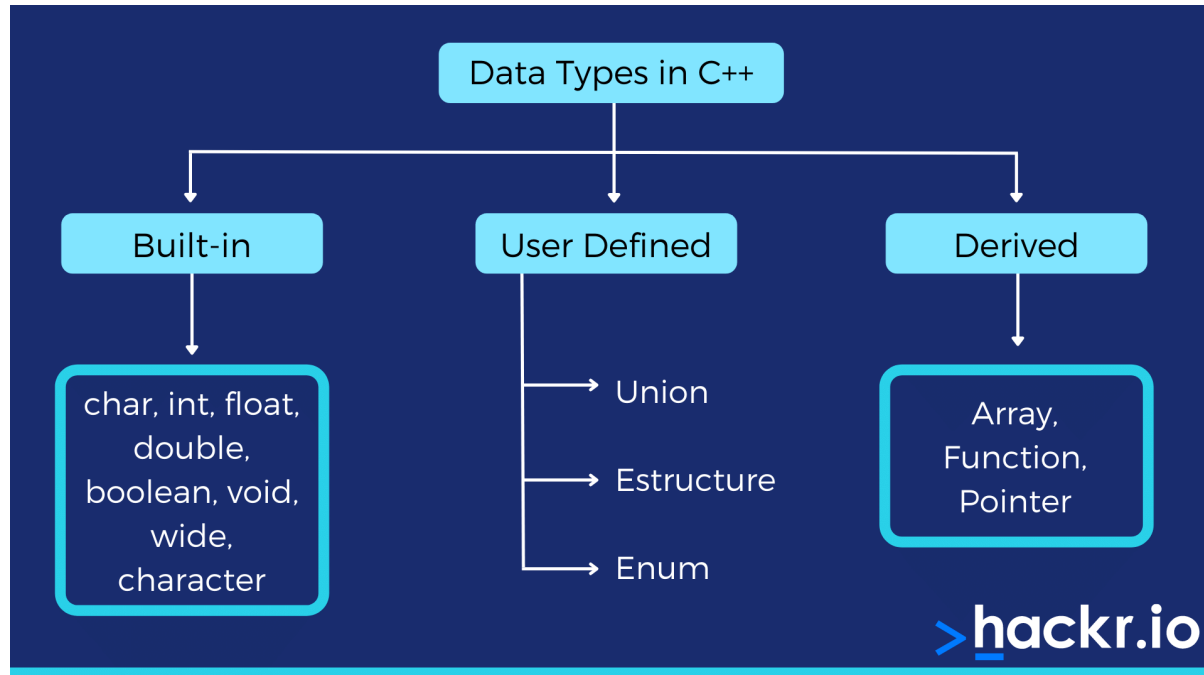 Data Types in C++
Built-in
User Defined
Derived
char, int, float,
double,
boolean, void,
wide,
character
Union
Estructure
Enum
Array,
Function,
Pointer
>hackr.io